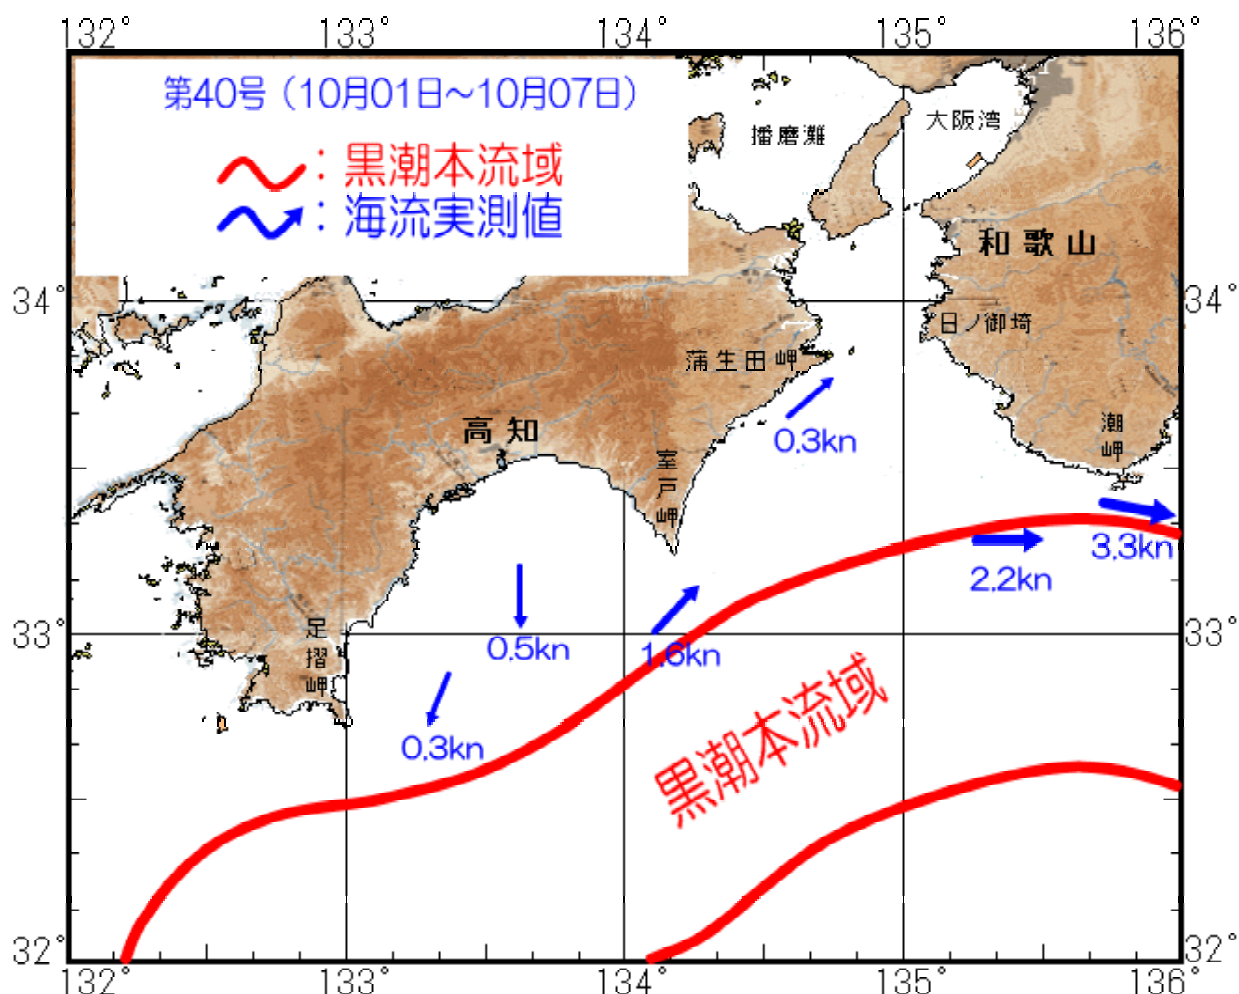 132° 133° 134° 135° 136°
第40号（10月01日～10月07日）
：黒潮本流域
：海流実測値
播磨灘
大阪湾
和歌山
34° 34°
日ノ御埼
蒲生田岬
高知
潮岬
0.3kn
室戸岬
3.3kn
2.2kn
33° 33°
足摺岬
0.5kn
1.6kn
0.3kn
黒潮本流域
32° 32°
132° 133° 134° 135° 136°